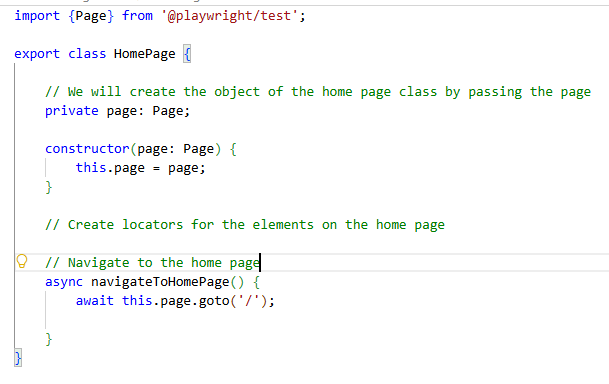 import {Page} from '@playwright/test';
export class HomePage {
// We will create the object of the home page class by passing the page
private page: Page;
constructor(page: Page) {
this.page = page;
}
// Create locators for the elements on the home page
// Navigate to the home page
async navigateToHomePage() {
await this.page.goto('/');
}
}